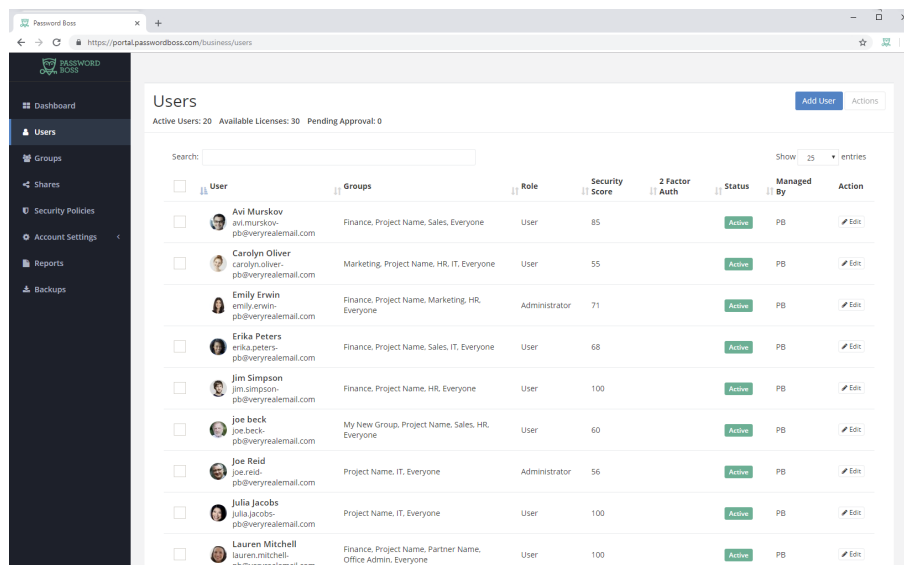 Password Boss
https://portal.passwordboss.com/business/users
PASSWORD
BOSS
Dashboard
Users
Groups
Shares
Security Policies
Account Settings
Reports
Backups
Users
Add User
Actions
Active Users: 20 Available Licenses: 30 Pending Approval: 0
Search:
Show 25 entries
User Groups Role Security Score 2 Factor Auth Status Managed By Action
Avi Murskov
avi.murskov-
pb@veryrealemail.com
Finance, Project Name, Sales, Everyone
User
85
Active
PB
Edit
Carolyn Oliver
carolyn.oliver-
pb@veryrealemail.com
Marketing, Project Name, HR, IT, Everyone
User
55
Active
PB
Edit
Emily Erwin
emily.erwin-
pb@veryrealemail.com
Finance, Project Name, Marketing, HR,
Everyone
Administrator
71
Active
PB
Edit
Erika Peters
erika.peters-
pb@veryrealemail.com
Finance, Project Name, Sales, IT, Everyone
User
68
Active
PB
Edit
Jim Simpson
jim.simpson-
pb@veryrealemail.com
Finance, Project Name, HR, Everyone
User
100
Active
PB
Edit
joe beck
joe.beck-
pb@veryrealemail.com
My New Group, Project Name, Sales, HR,
Everyone
User
60
Active
PB
Edit
Joe Reid
joe.reid-
pb@veryrealemail.com
Project Name, IT, Everyone
Administrator
56
Active
PB
Edit
Julia Jacobs
julia.jacobs-
pb@veryrealemail.com
Project Name, IT, Everyone
User
100
Active
PB
Edit
Lauren Mitchell
lauren.mitchell-
Finance, Project Name, Partner Name,
Office Admin, Everyone
User
100
Active
PB
Edit